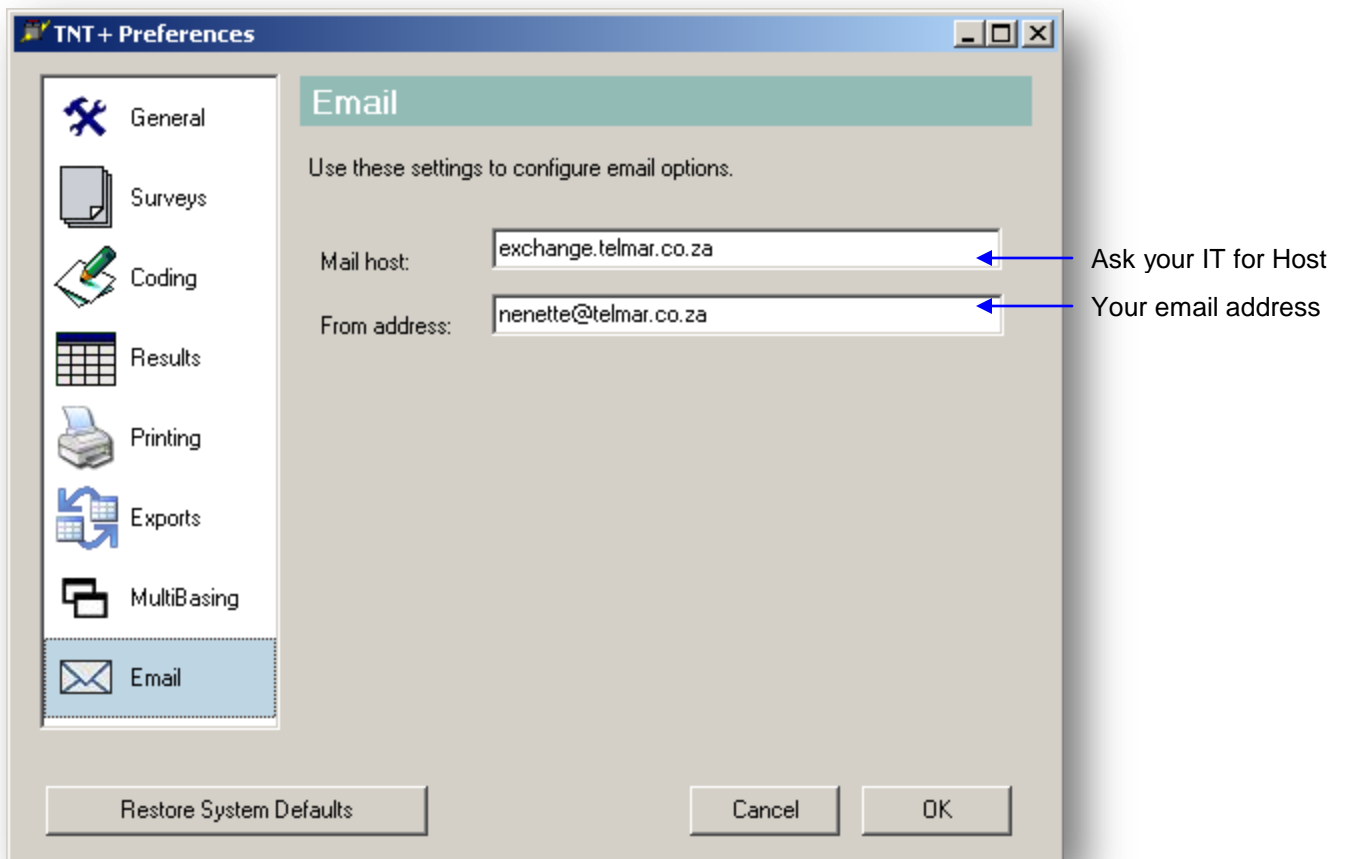 TNT+ Preferences
General
Surveys
Coding
Results
Printing
Exports
MultiBasing
Email
Email
Use these settings to configure email options.
Mail host: exchange.telmar.co.za
From address: nenette@telmar.co.za
Ask your IT for Host
Your email address
Restore System Defaults
Cancel
OK